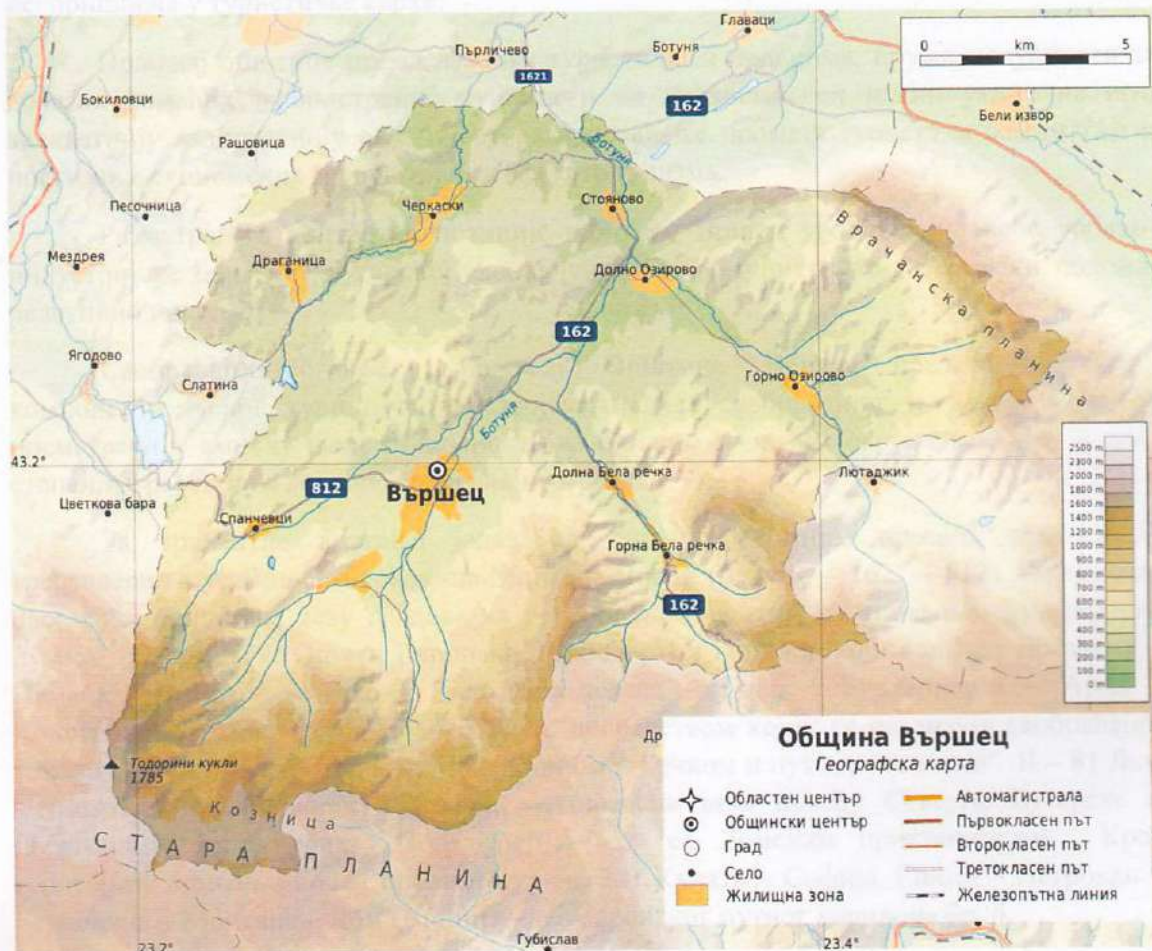 Главаци
Пърличево
Ботуня
0 km 5
1621
162
Бокиловци
Бели извор
Рашовица
Ботуня
Песочница
Черкаски
Стояново
Врачанска планина
Мездрея
Драганица
Долно Озирово
162
Ягодово
Слатина
Горно Озирово
Ботуня
43.2°
Вършец
Долна Бела речка
Лютаджик
812
Цветкова бара
Спанчевци
Горна Бела речка
162
2500 m
2300 m
2000 m
1800 m
1600 m
1400 m
1200 m
1000 m
900 m
800 m
700 m
600 m
500 m
400 m
300 m
200 m
100 m
0 m
Др
Тодорини кукли
1785
Козница
СТАРА ПЛАНИНА
Община Вършец
Географска карта
Областен център
Автомагистрала
Общински център
Първокласен път
Град
Второкласен път
Село
Третокласен път
Жилищна зона
Железопътна линия
Губислав
23.2°
23.4°